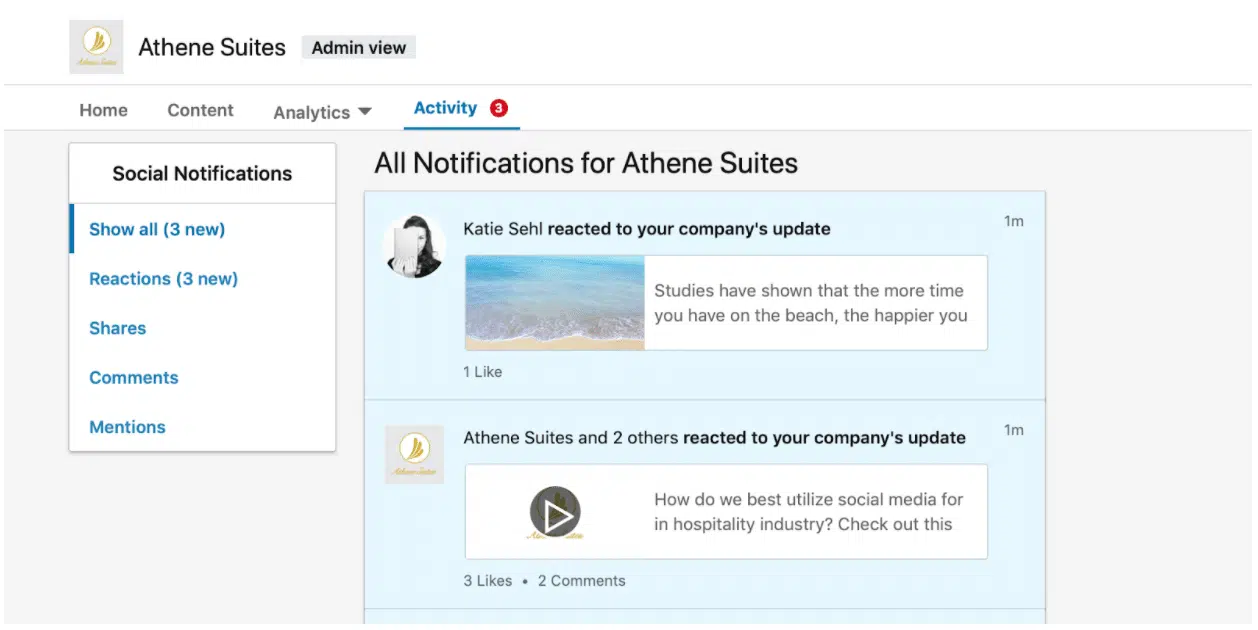 Athene Suites Admin view
Home Content Analytics Activity 3
Social Notifications
Show all (3 new)
Reactions (3 new)
Shares
Comments
Mentions
All Notifications for Athene Suites
Katie Sehl reacted to your company's update
1m
Studies have shown that the more time
you have on the beach, the happier you
1 Like
Athene Suites and 2 others reacted to your company's update
1m
How do we best utilize social media for
in hospitality industry? Check out this
3 Likes • 2 Comments